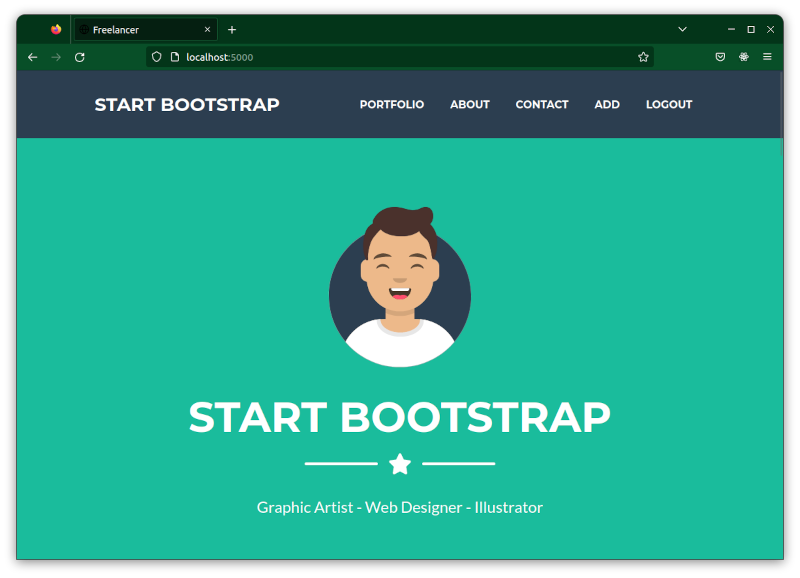 Freelancer
localhost:5000
START BOOTSTRAP PORTFOLIO ABOUT CONTACT ADD LOGOUT
START BOOTSTRAP
Graphic Artist - Web Designer - Illustrator